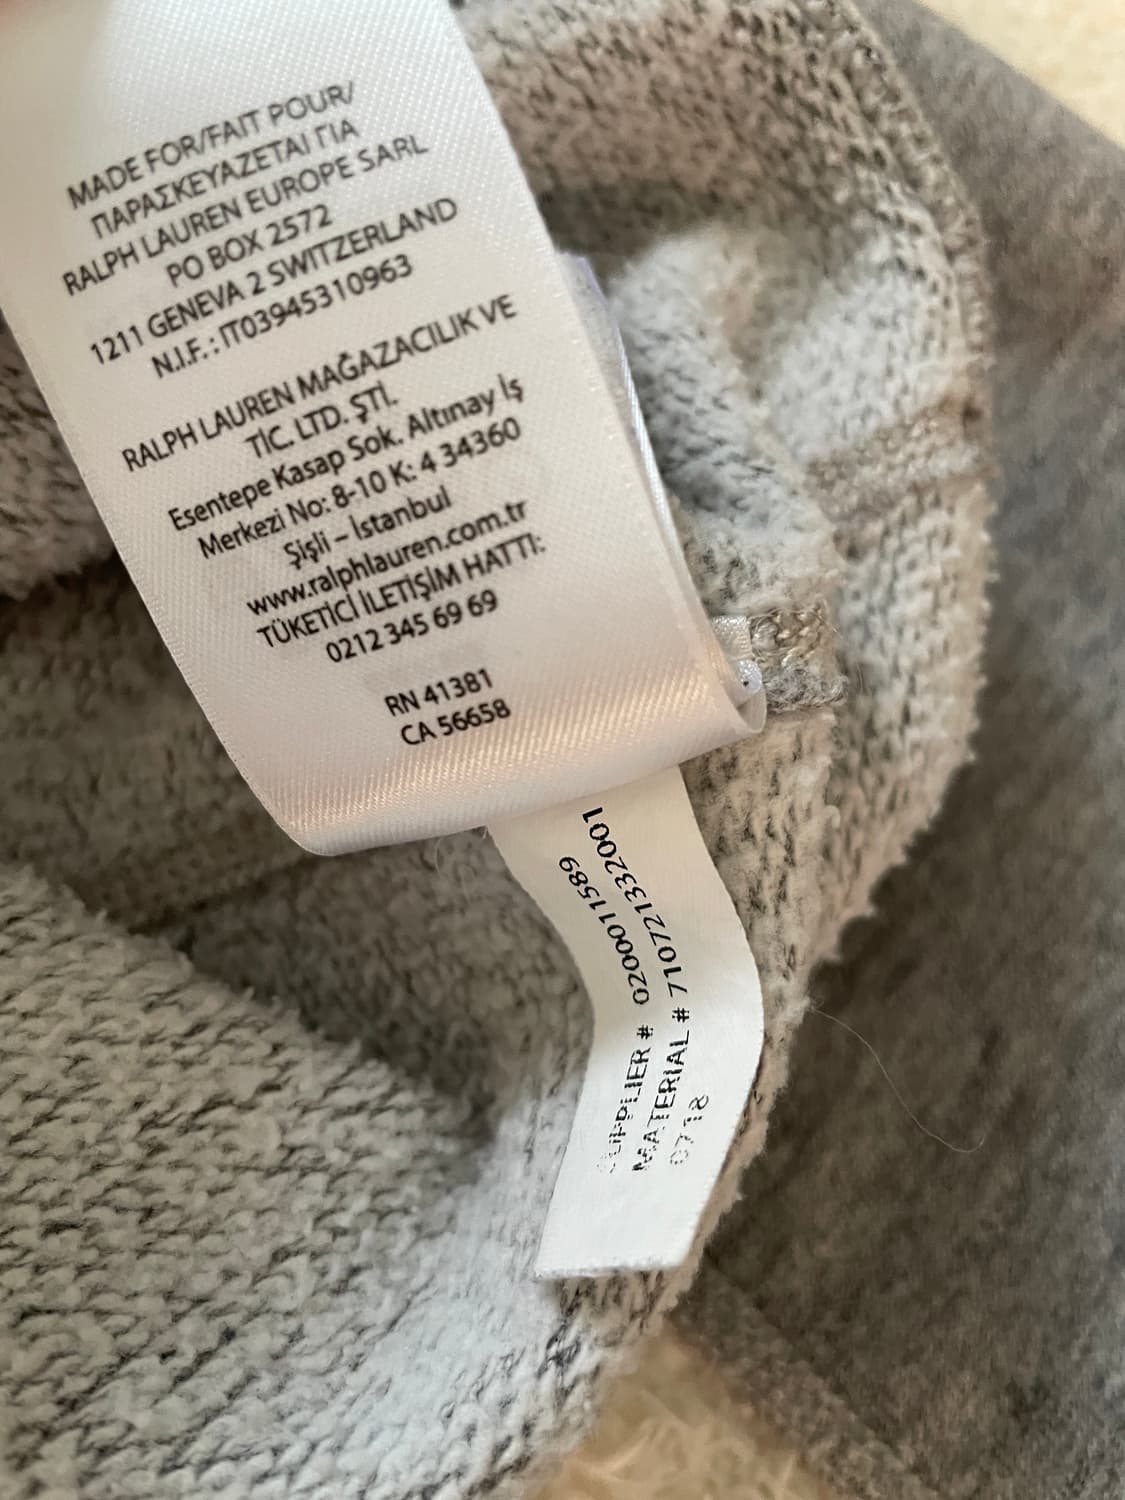 MADE FOR/FAIT POUR/
ΠΑΡΑΣΚΕΥΑΖΕΤΑΙ ΓΙΑ
RALPH LAUREN EUROPE SARL
PO BOX 2572
1211 GENEVA 2 SWITZERLAND
N.I.F. : IT03945310963
RALPH LAUREN MAĞAZACILIK VE
TİC. LTD. ŞTİ.
Esentepe Kasap Sok. Altınay İş
Merkezi No: 8-10 K: 4 34360
Şişli – İstanbul
www.ralphlauren.com.tr
TÜKETİCİ İLETİŞİM HATTI:
0212 345 69 69
RN 41381
CA 56658
SUPPLIER # 0200011589
MATERIAL # 710721332001
0718